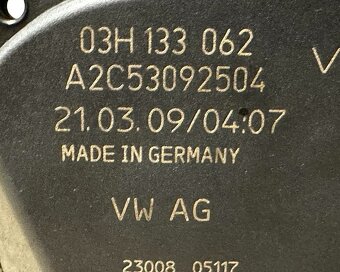 03H 133 062
V
A2C53092504
21.03.09/04:07
MADE IN GERMANY
VW AG
23008 05117